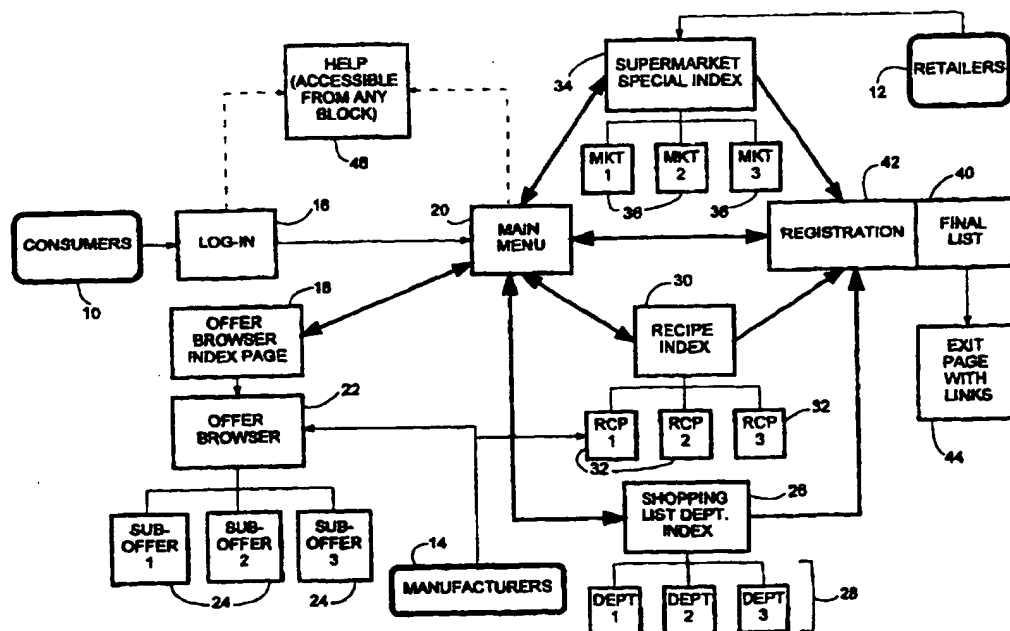 HELP
(ACCESSIBLE
FROM ANY
BLOCK)
46
34
SUPERMARKET
SPECIAL INDEX
12
RETAILERS
MKT
1
MKT
2
MKT
3
36
36
42
40
CONSUMERS
10
16
LOG-IN
20
MAIN
MENU
REGISTRATION
FINAL
LIST
18
OFFER
BROWSER
INDEX PAGE
30
RECIPE
INDEX
EXIT
PAGE
WITH
LINKS
44
22
OFFER
BROWSER
RCP
1
RCP
2
RCP
3
32
32
SUB-
OFFER
1
SUB-
OFFER
2
SUB-
OFFER
3
24
24
14
MANUFACTURERS
26
SHOPPING
LIST DEPT.
INDEX
DEPT
1
DEPT
2
DEPT
3
28